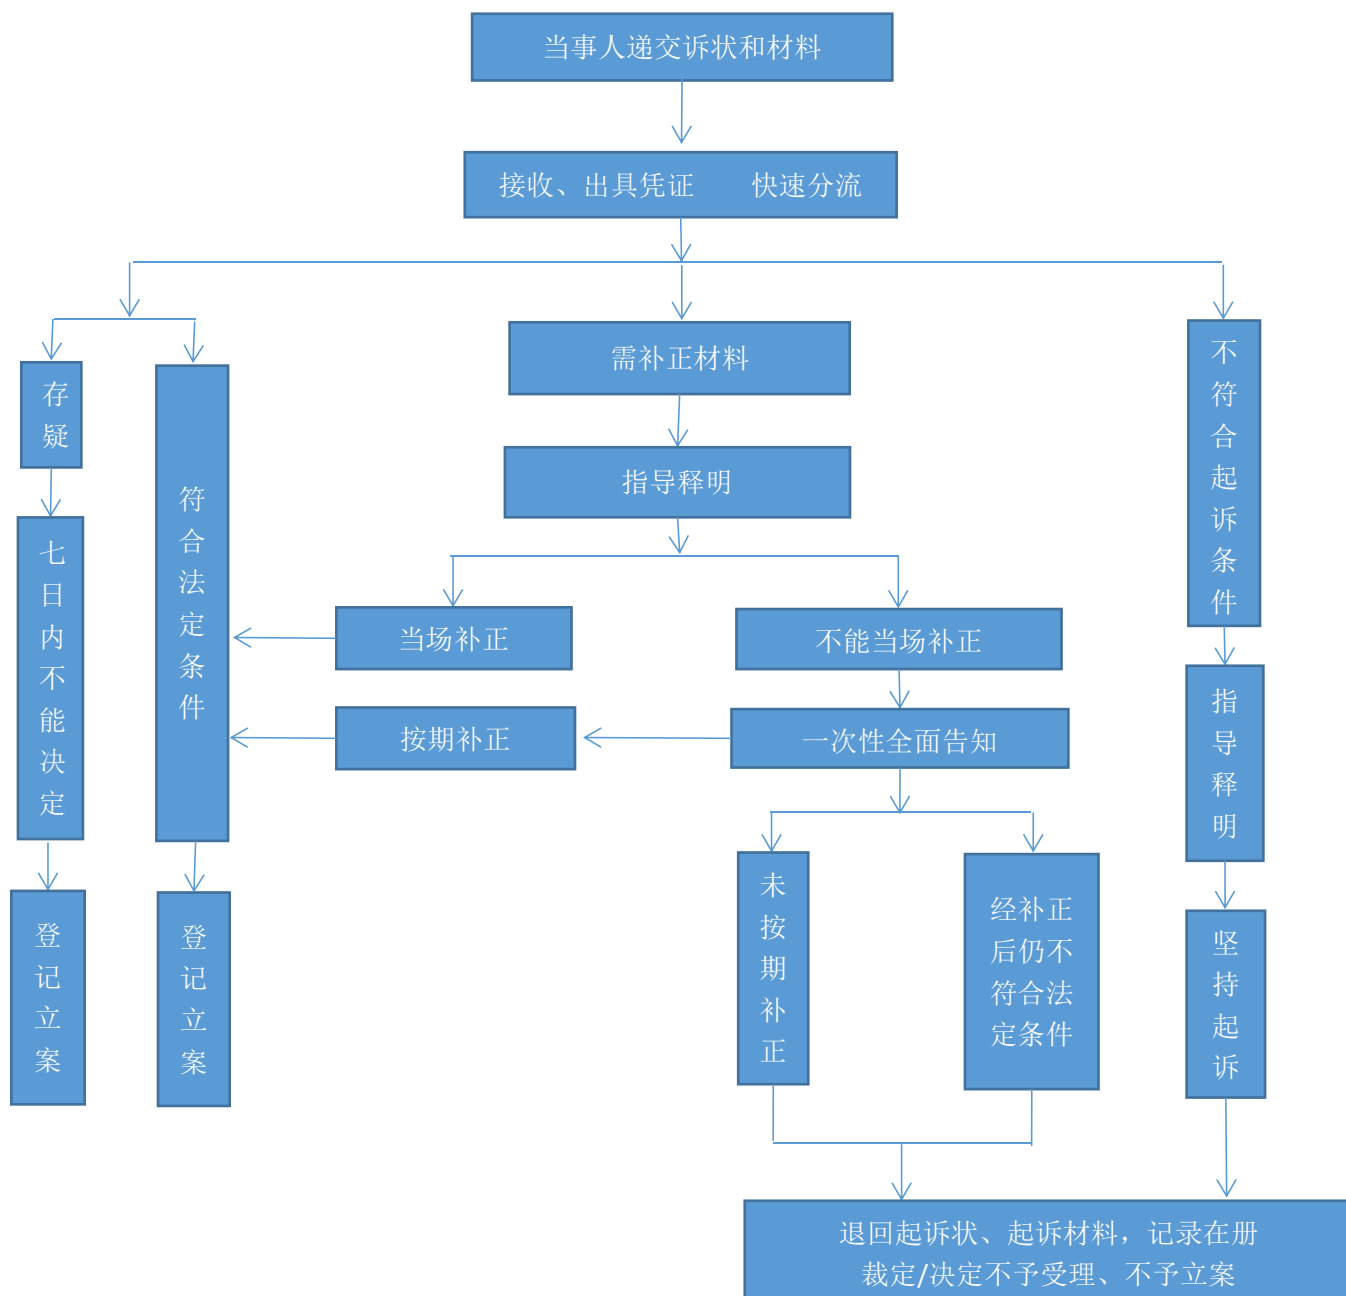 当事人递交诉状和材料
接收、出具凭证 快速分流
存疑
七日内不能决定
登记立案
符合法定条件
登记立案
需补正材料
指导释明
当场补正
不能当场补正
按期补正
一次性全面告知
未按期补正
经补正
后仍不
符合法
定条件
不符合起诉条件
指导释明
坚持起诉
退回起诉状、起诉材料，记录在册
裁定/决定不予受理、不予立案